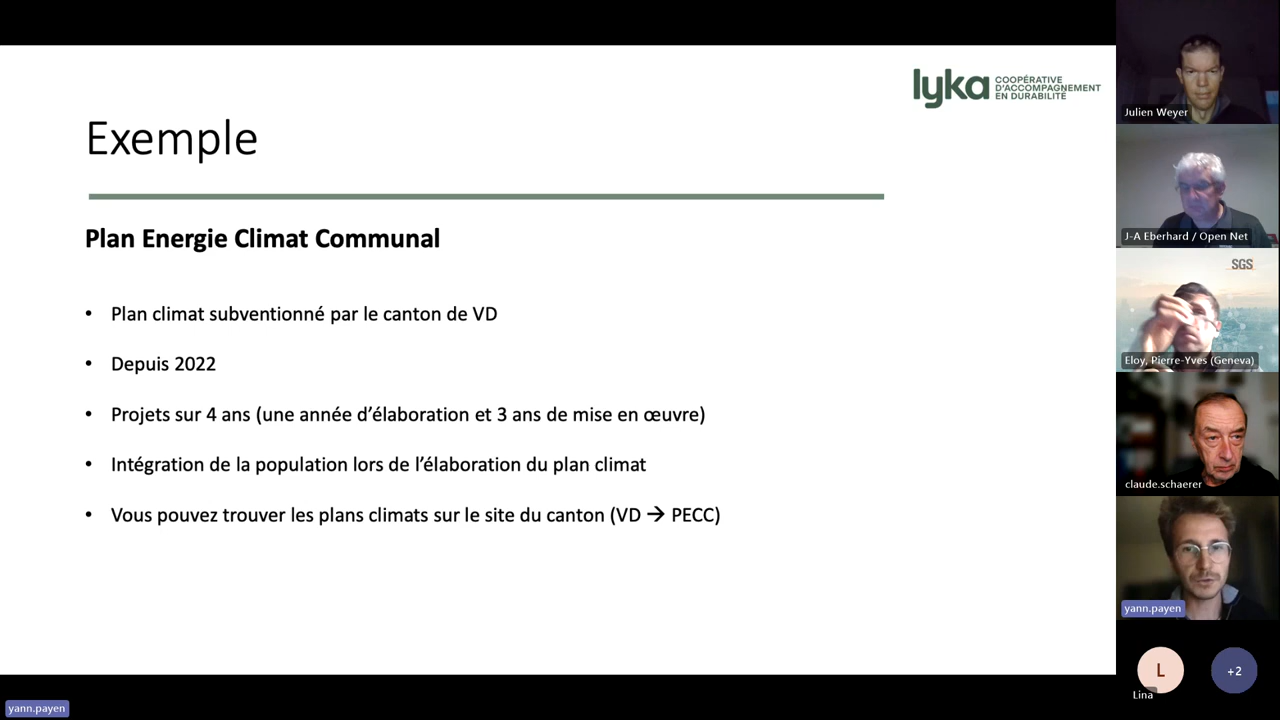 lyka COOPÉRATIVE
D'ACCOMPAGNEMENT
EN DURABILITÉ
Exemple
Plan Energie Climat Communal
• Plan climat subventionné par le canton de VD
• Depuis 2022
• Projets sur 4 ans (une année d’élaboration et 3 ans de mise en œuvre)
• Intégration de la population lors de l’élaboration du plan climat
• Vous pouvez trouver les plans climats sur le site du canton (VD → PECC)
yann.payen
Julien Weyer
J-A Eberhard / Open Net
SGS
Eloy, Pierre-Yves (Geneva)
claude.schaerer
yann.payen
L
Lina
+2